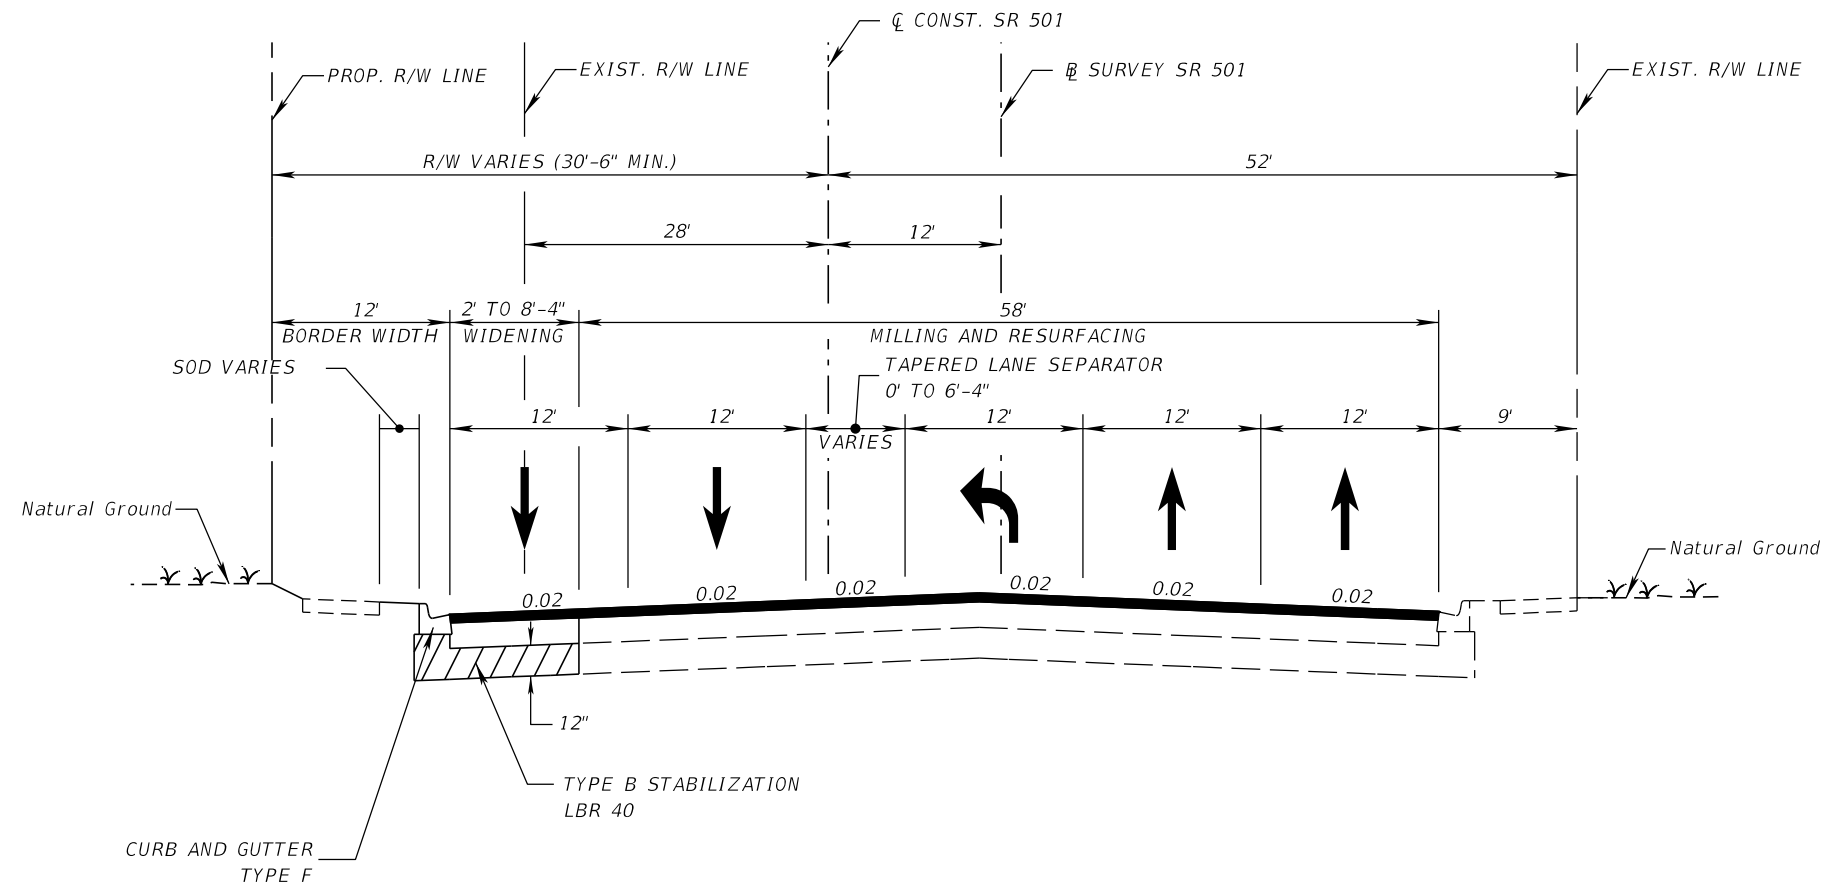 ℄ CONST. SR 501
PROP. R/W LINE
EXIST. R/W LINE
BL SURVEY SR 501
EXIST. R/W LINE
R/W VARIES (30'-6" MIN.)
52'
28'
12'
12'
BORDER WIDTH
2' TO 8'-4"
WIDENING
58'
MILLING AND RESURFACING
SOD VARIES
TAPERED LANE SEPARATOR
0' TO 6'-4"
12'
12'
VARIES
12'
12'
12'
9'
Natural Ground
Natural Ground
0.02
0.02
0.02
0.02
0.02
0.02
12"
TYPE B STABILIZATION
LBR 40
CURB AND GUTTER
TYPE F